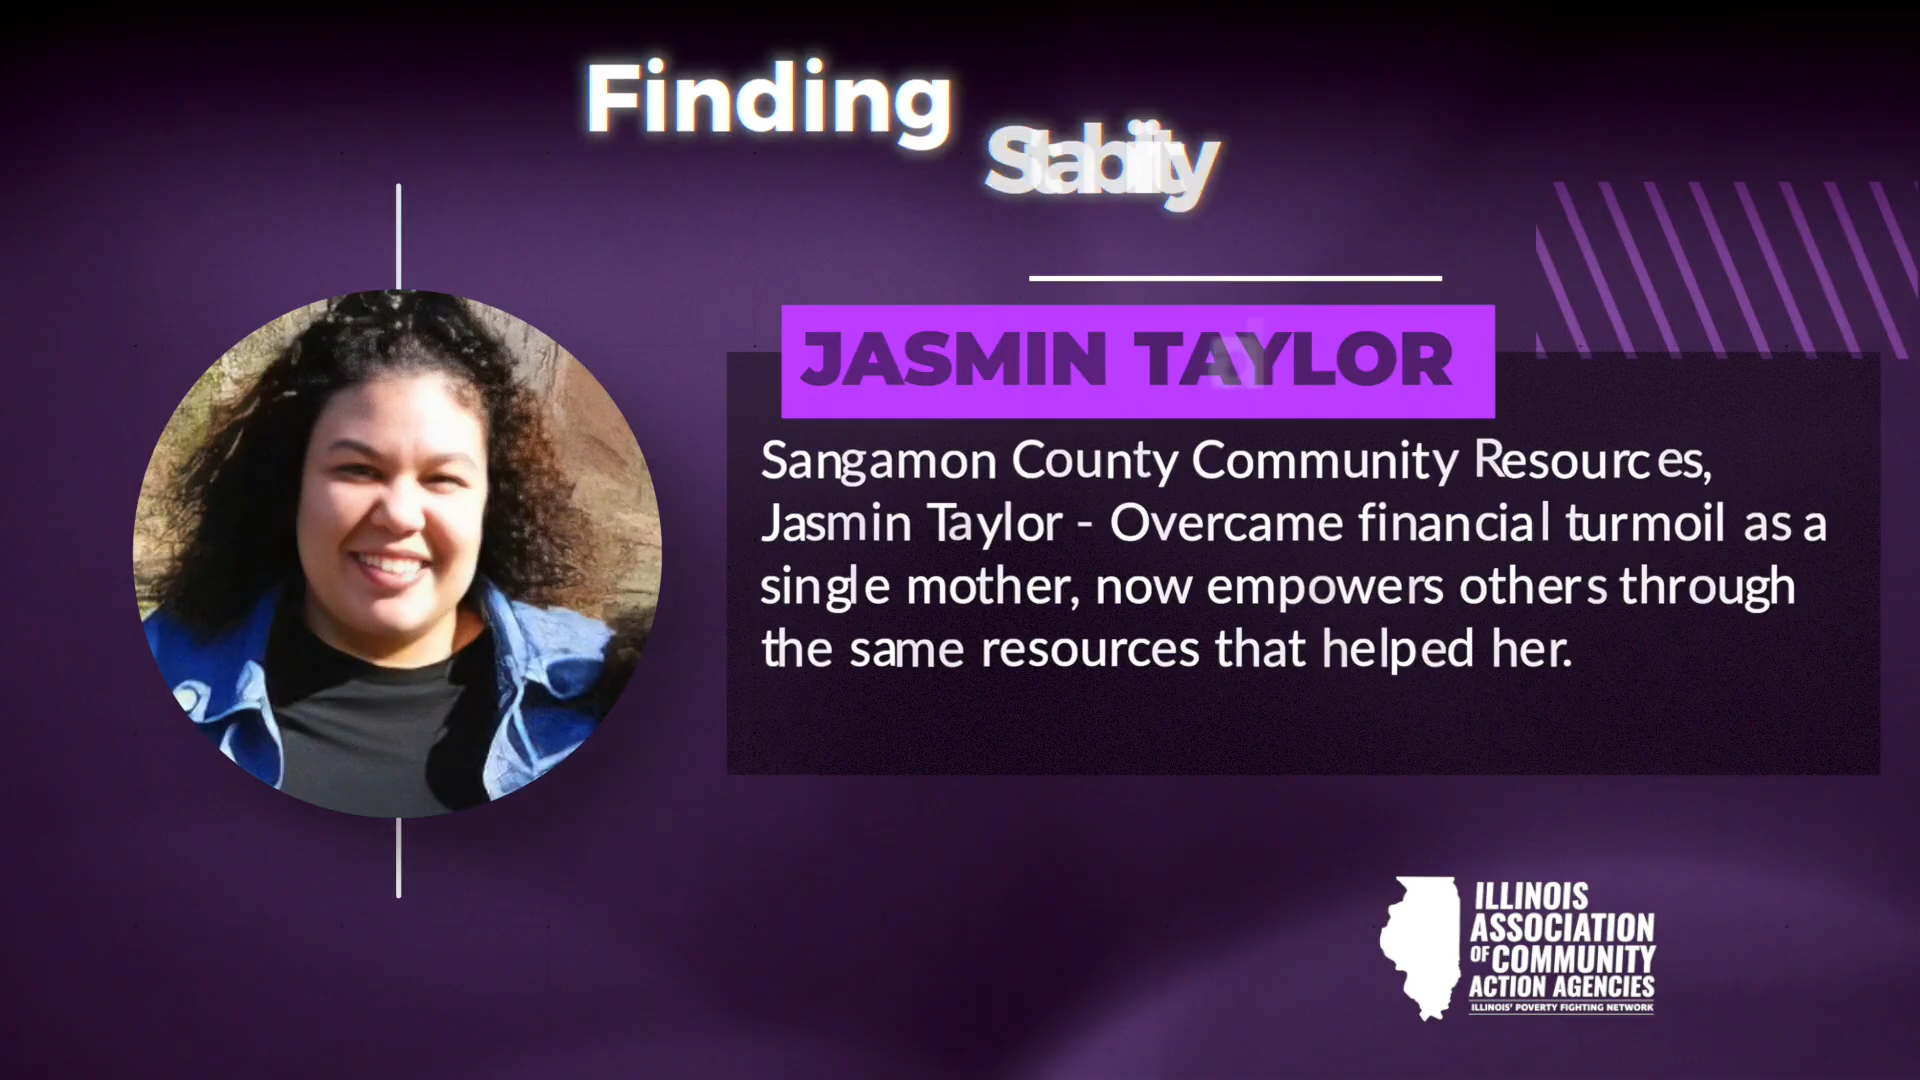 Finding
Stability
JASMIN TAYLOR
Sangamon County Community Resources,
Jasmin Taylor - Overcame financial turmoil as a
single mother, now empowers others through
the same resources that helped her.
ILLINOIS
ASSOCIATION
OF COMMUNITY
ACTION AGENCIES
ILLINOIS' POVERTY FIGHTING NETWORK